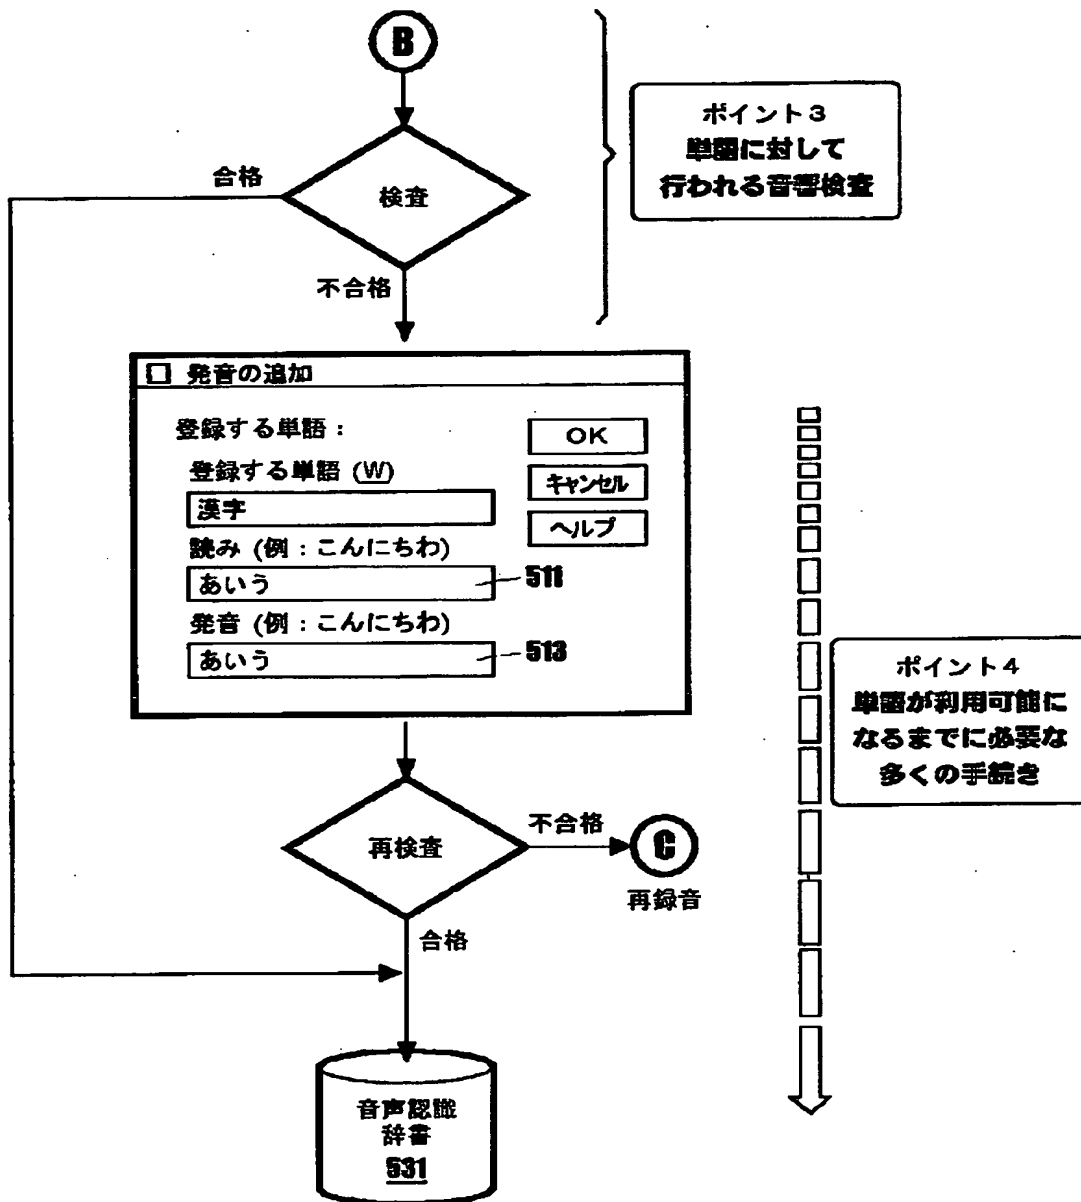 B
ポイント3
単語に対して
行われる音響検査
合格
検査
不合格
発音の追加
登録する単語:
OK
登録する単語 (W)
キャンセル
漢字
ヘルプ
読み (例:こんにちわ)
あいう
511
発音 (例:こんにちわ)
あいう
513
ポイント4
単語が利用可能に
なるまでに必要な
多くの手続き
不合格
再検査
C
再録音
合格
音声認識
辞書
531